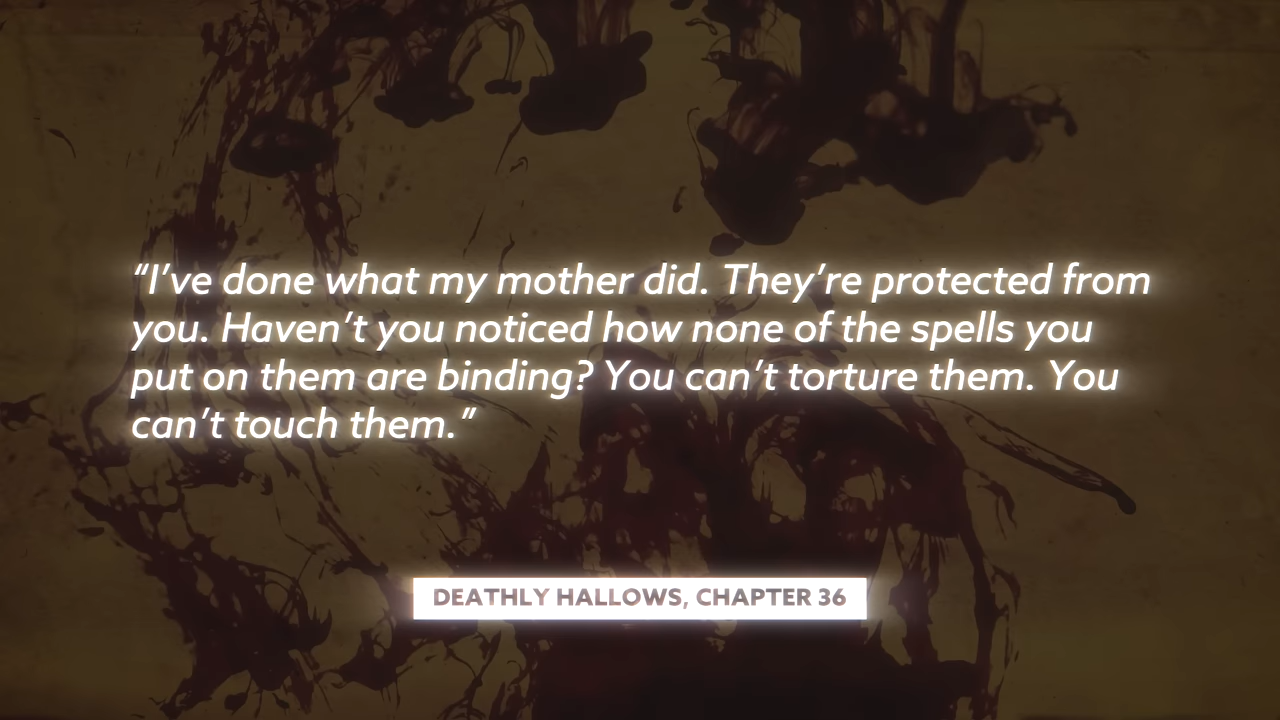 “I’ve done what my mother did. They’re protected from
you. Haven’t you noticed how none of the spells you
put on them are binding? You can’t torture them. You
can’t touch them.”
DEATHLY HALLOWS, CHAPTER 36